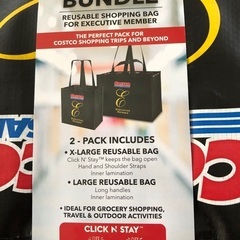 BUNDLE
REUSABLE SHOPPING BAG
FOR EXECUTIVE MEMBER
THE PERFECT PACK FOR
COSTCO SHOPPING TRIPS AND BEYOND
2 - PACK INCLUDES
• X-LARGE REUSABLE BAG
Click N' Stay™ keeps the bag open
Hand and Shoulder Straps
Inner lamination
• LARGE REUSABLE BAG
Long handles
Inner lamination
• IDEAL FOR GROCERY SHOPPING,
TRAVEL & OUTDOOR ACTIVITIES
CLICK N' STAY™